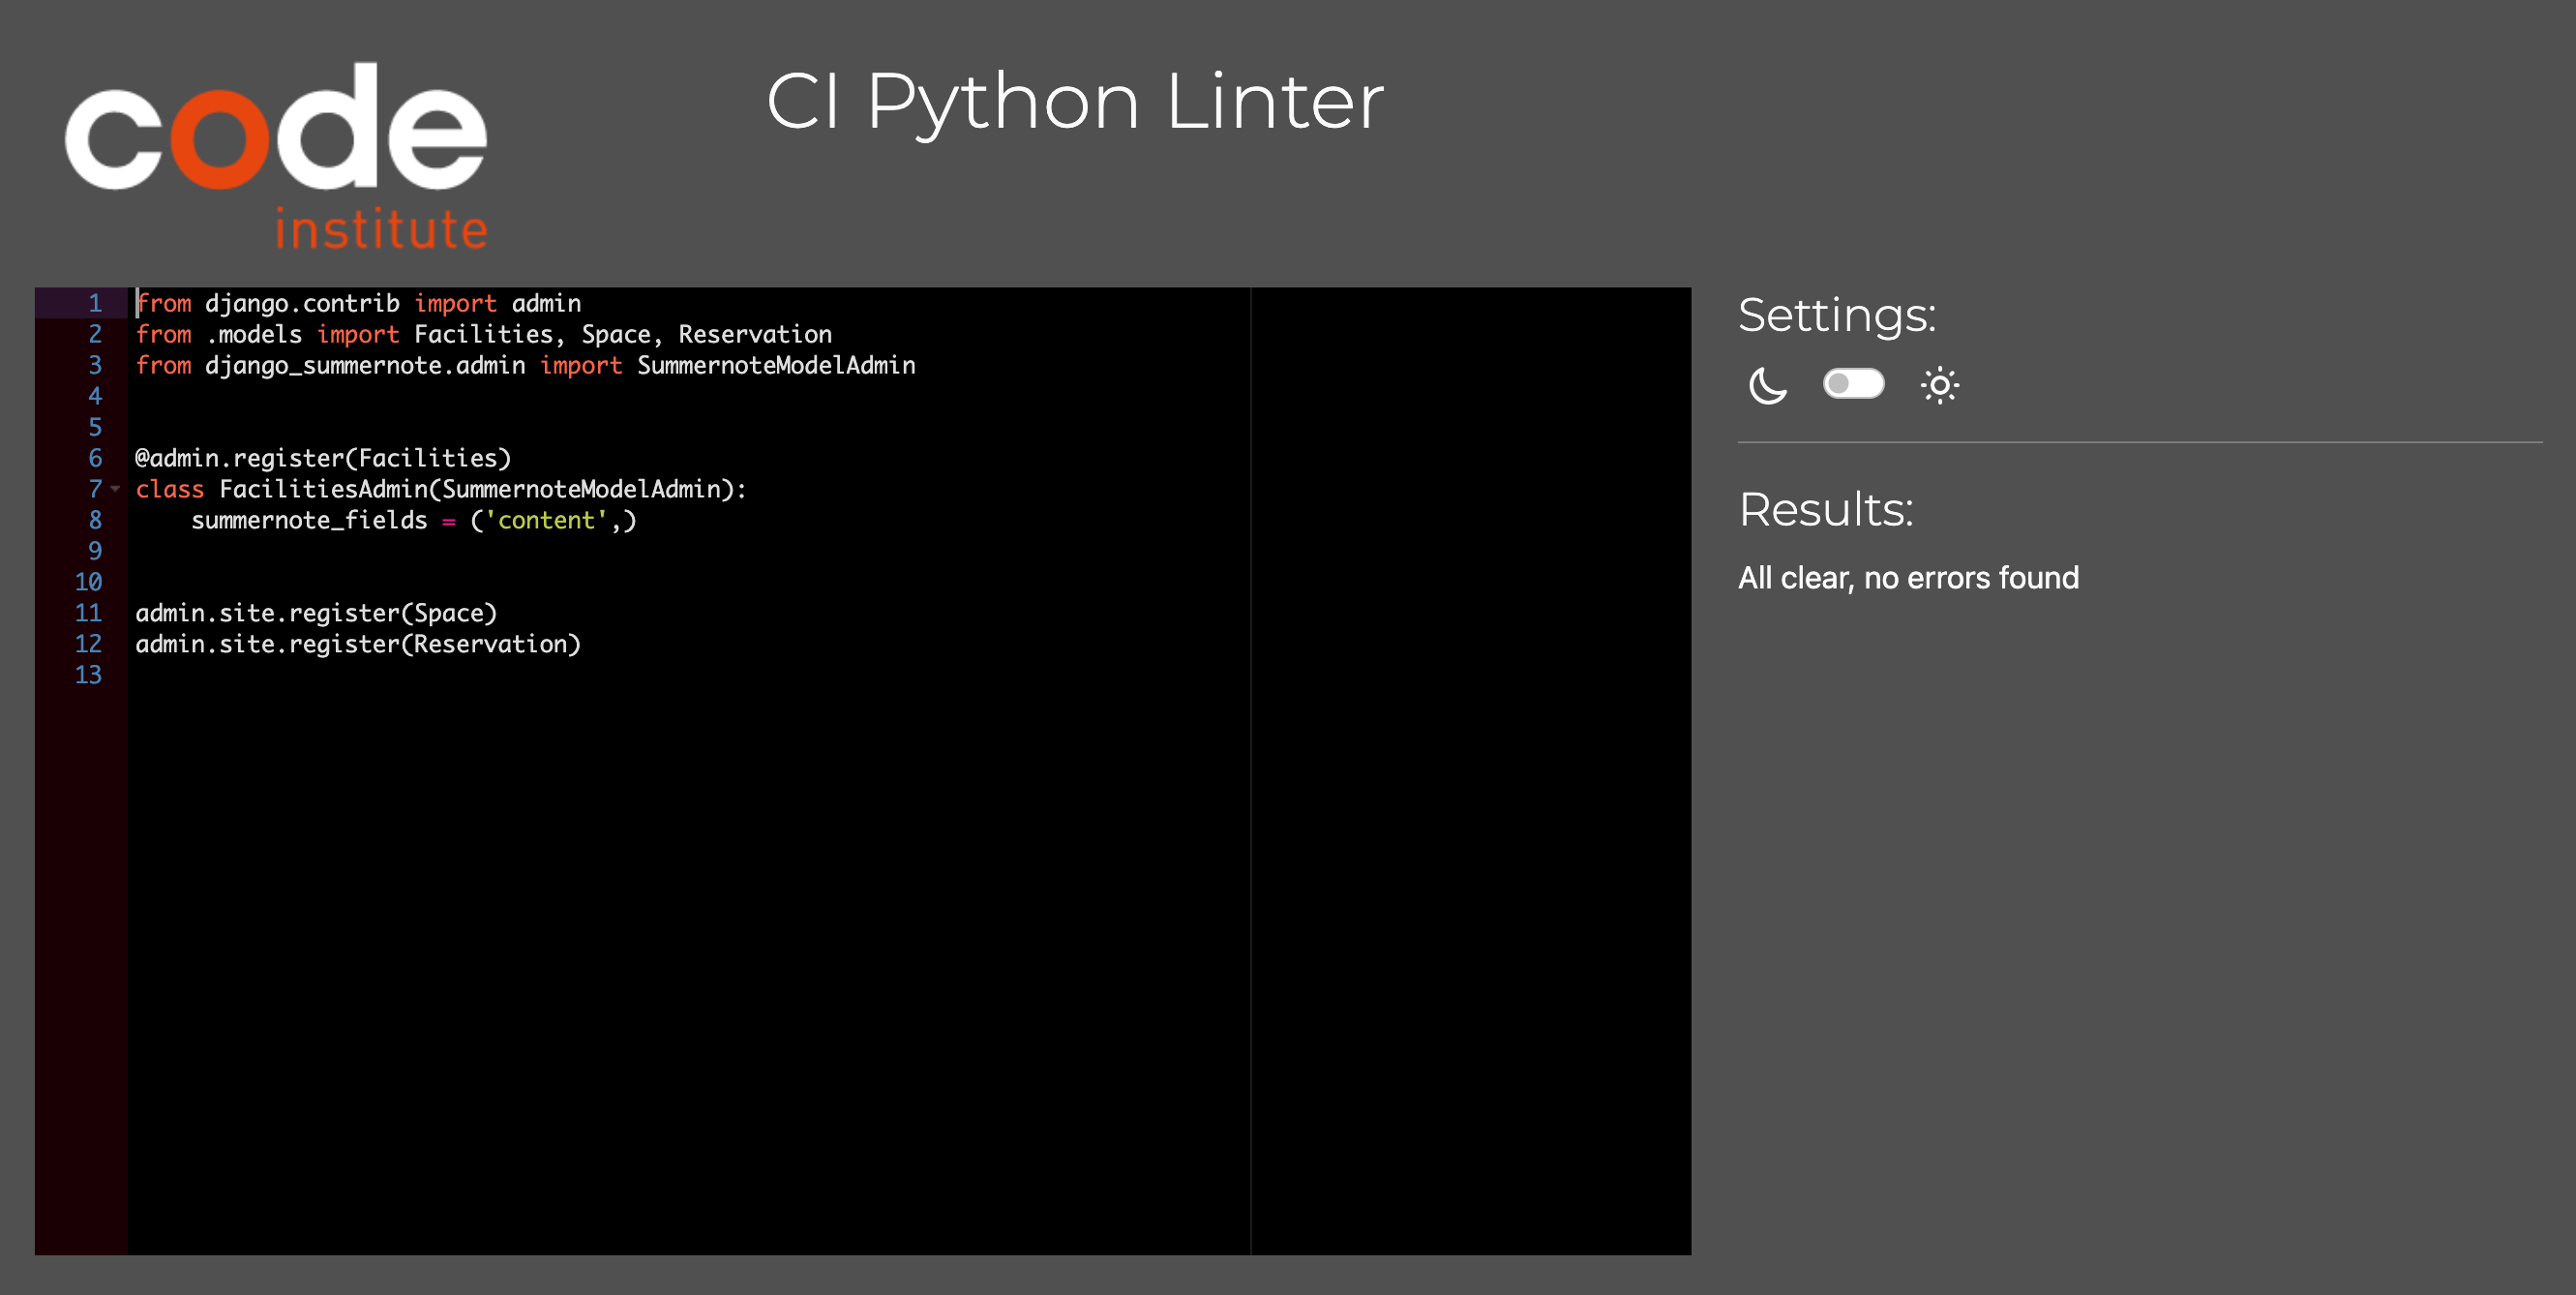 code
institute
CI Python Linter
1 from django.contrib import admin
2 from .models import Facilities, Space, Reservation
3 from django_summernote.admin import SummernoteModelAdmin
4
5
6 @admin.register(Facilities)
7 class FacilitiesAdmin(SummernoteModelAdmin):
8     summernote_fields = ('content',)
9
10
11 admin.site.register(Space)
12 admin.site.register(Reservation)
13
Settings:
Results:
All clear, no errors found